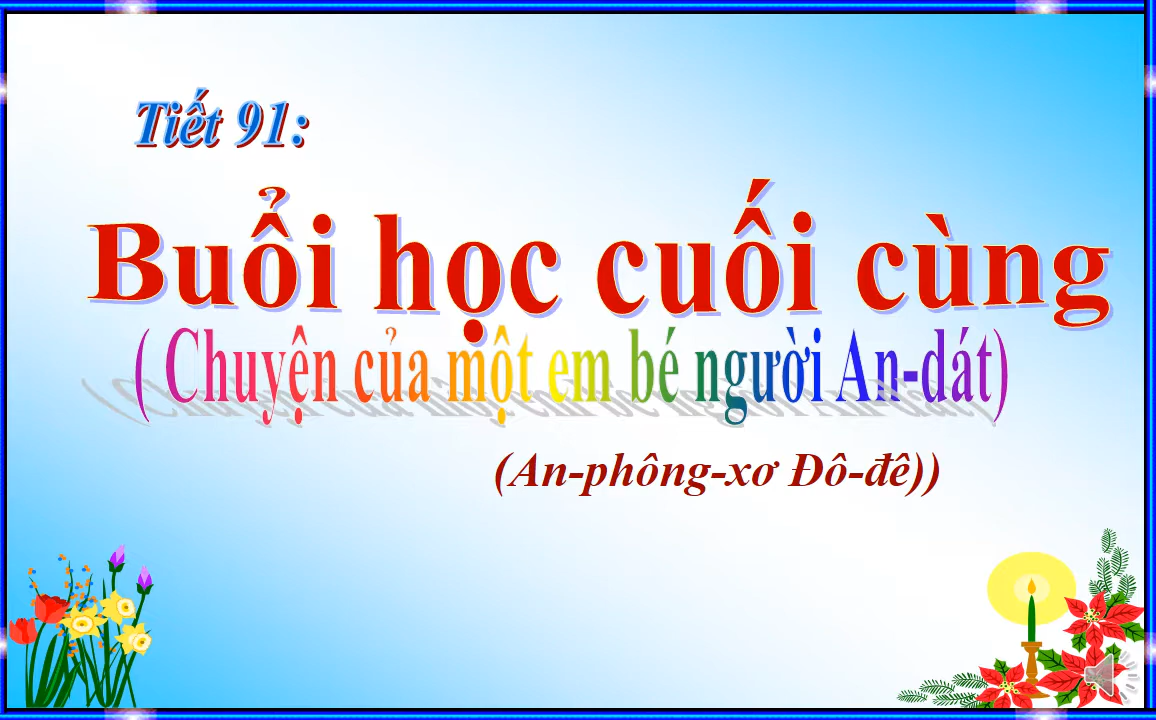 Tiết 91:
Buổi học cuối cùng
( Chuyện của một em bé người An-dát)
(An-phông-xơ Đô-đê))